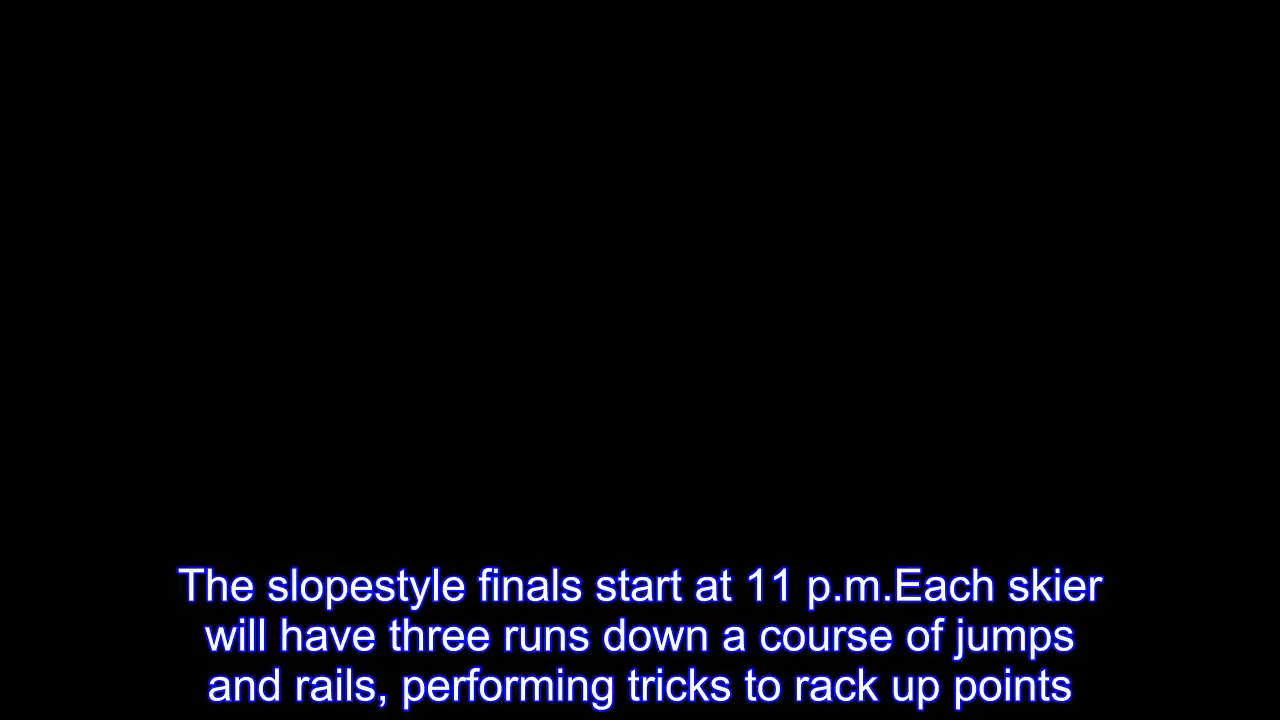 The slopestyle finals start at 11 p.m.Each skier
will have three runs down a course of jumps
and rails, performing tricks to rack up points